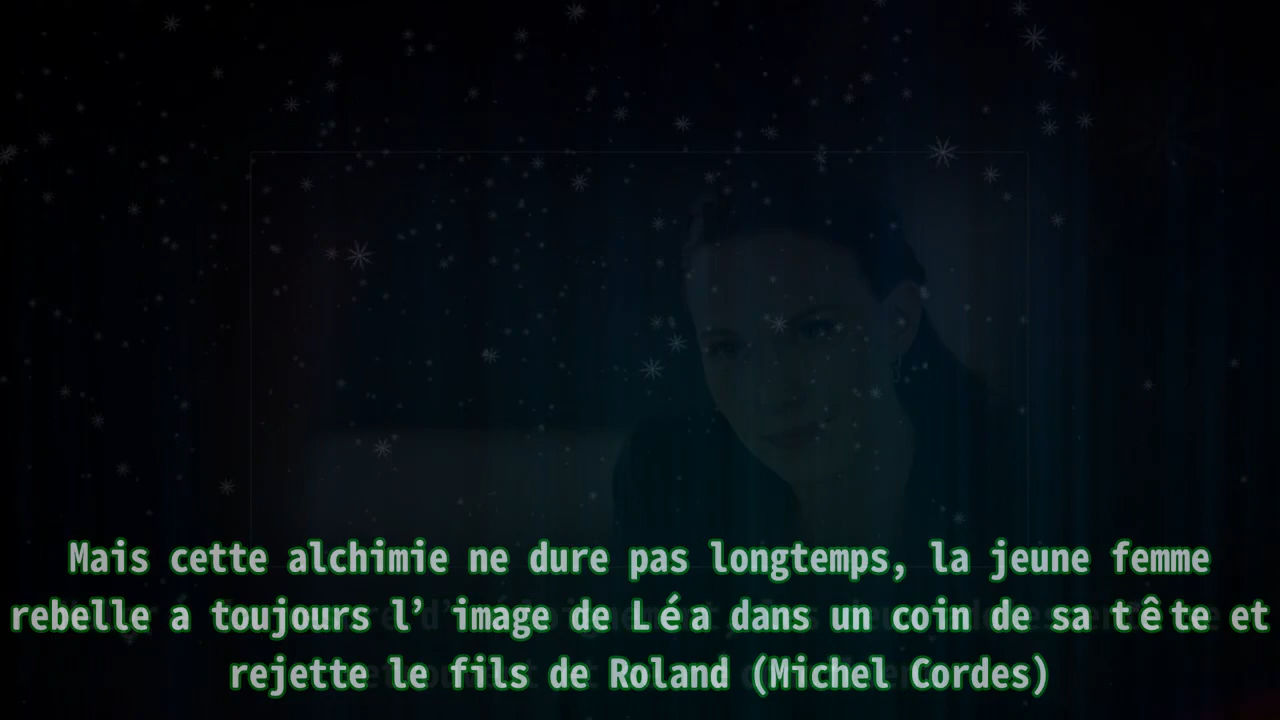 Mais cette alchimie ne dure pas longtemps, la jeune femme
rebelle a toujours l’ image de Léa dans un coin de sa tête et
rejette le fils de Roland (Michel Cordes)